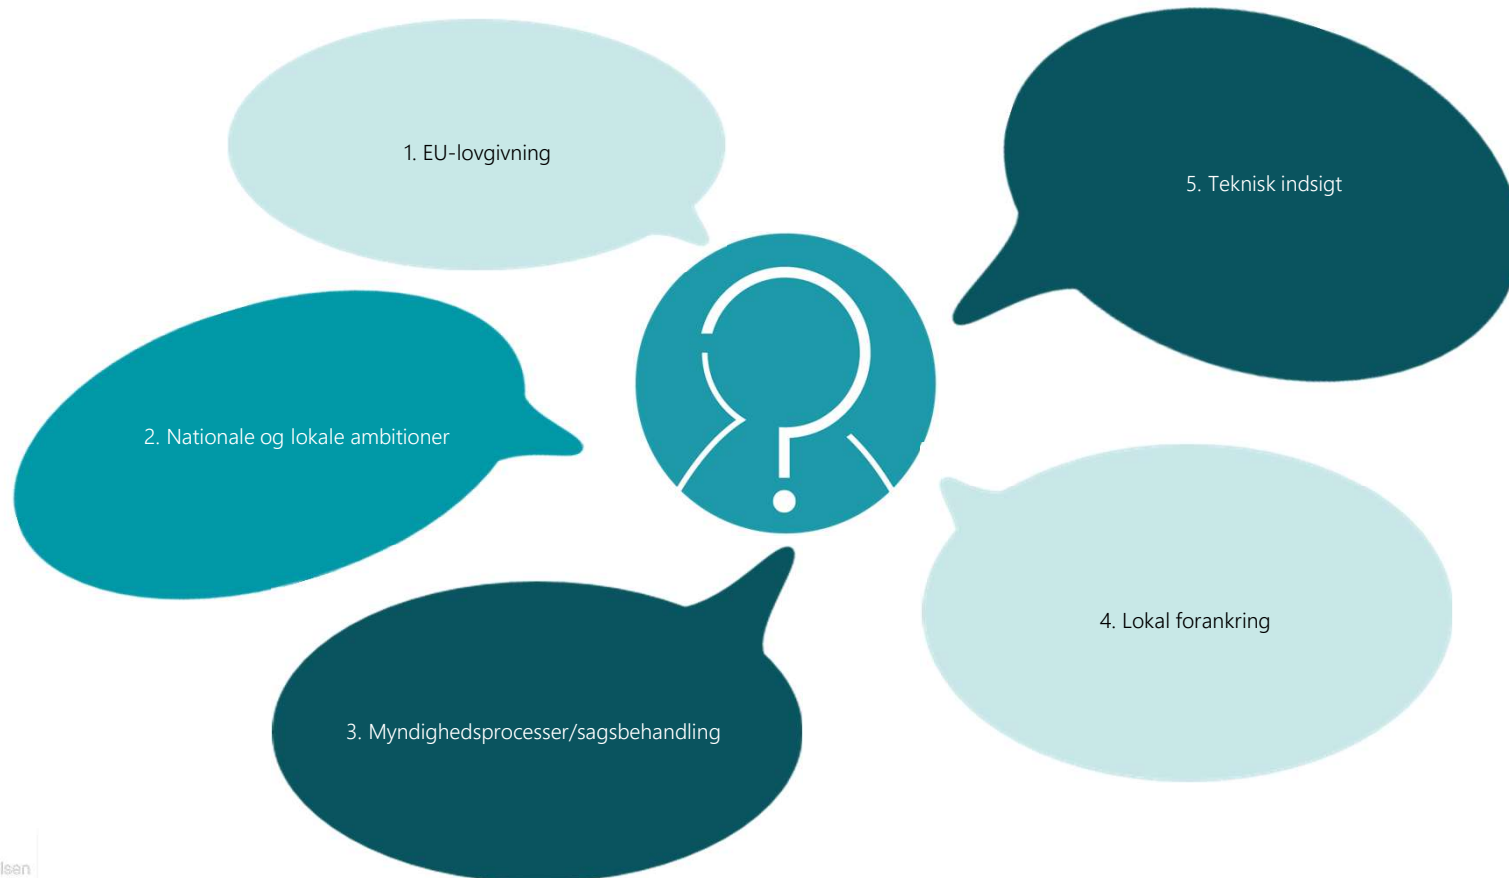 1. EU-lovgivning
5. Teknisk indsigt
2. Nationale og lokale ambitioner
4. Lokal forankring
3. Myndighedsprocesser/sagsbehandling